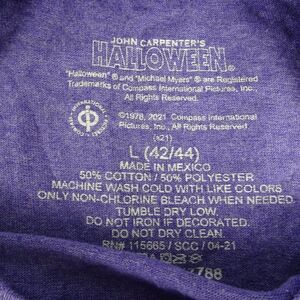 JOHN CARPENTER'S
HALLOWEEN
"Halloween" ® and "Michael Myers" ® are Registered
Trademarks of Compass International Pictures, Inc.,
All Rights Reserved.
©1978, 2021 Compass International
Pictures, Inc., All Rights Reserved.
(s21)
L (42/44)
MADE IN MEXICO
50% COTTON / 50% POLYESTER
MACHINE WASH COLD WITH LIKE COLORS
ONLY NON-CHLORINE BLEACH WHEN NEEDED
TUMBLE DRY LOW.
DO NOT IRON IF DECORATED.
DO NOT DRY CLEAN.
RN# 115665 / SCC / 04-21
7788